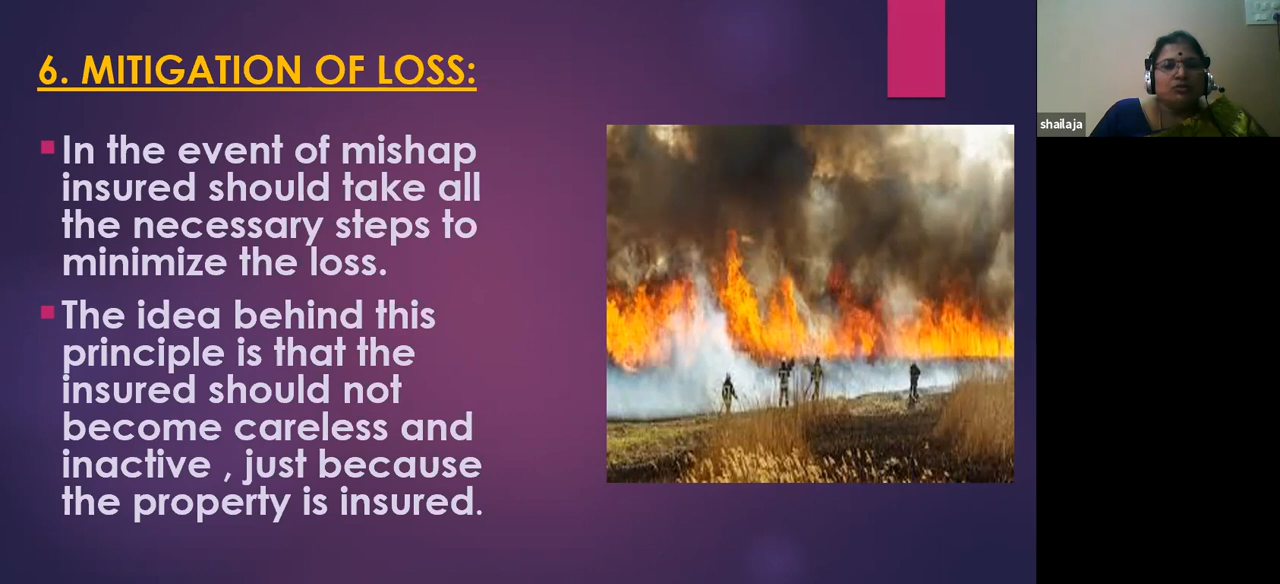 6. MITIGATION OF LOSS:
In the event of mishap
insured should take all
the necessary steps to
minimize the loss.
The idea behind this
principle is that the
insured should not
become careless and
inactive , just because
the property is insured.
shailaja